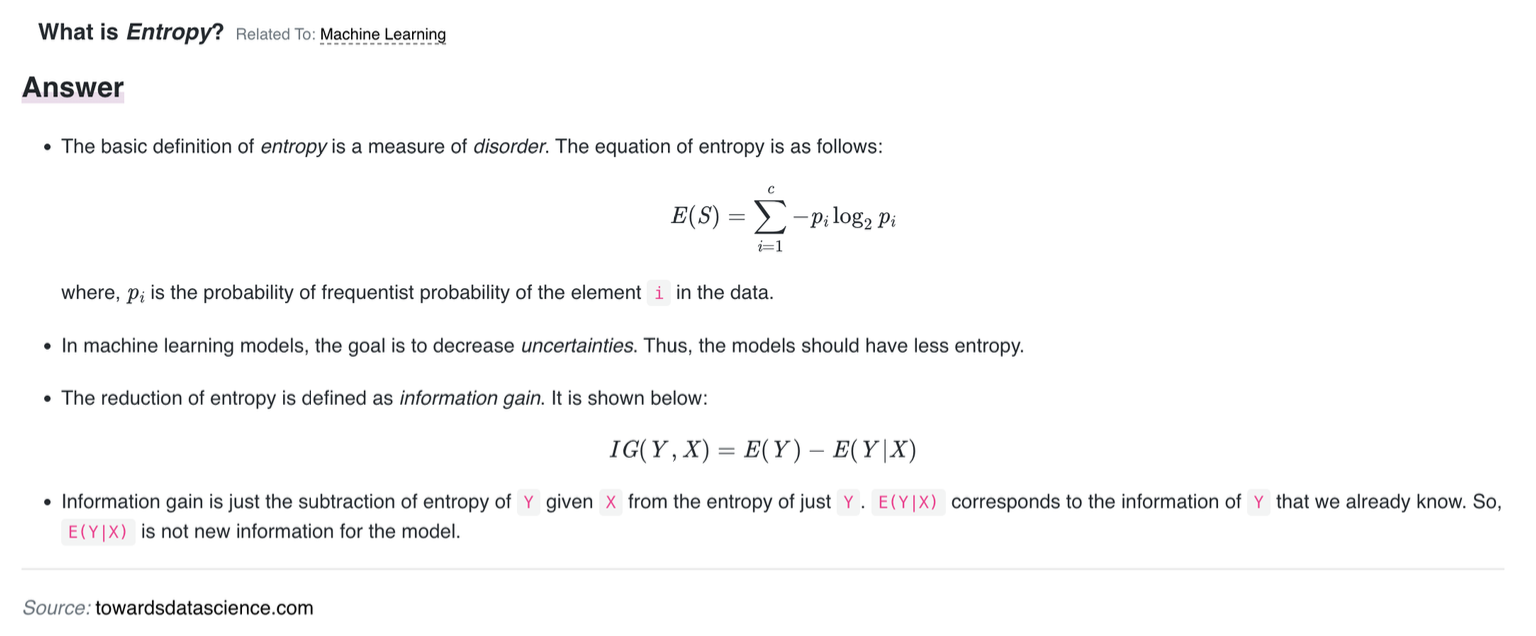 What is Entropy? Related To: Machine Learning
Answer
• The basic definition of entropy is a measure of disorder. The equation of entropy is as follows:
E(S) = \sum_{i=1}^{c} -p_i \log_2 p_i
where, p_i is the probability of frequentist probability of the element i in the data.
• In machine learning models, the goal is to decrease uncertainties. Thus, the models should have less entropy.
• The reduction of entropy is defined as information gain. It is shown below:
IG(Y, X) = E(Y) − E(Y|X)
• Information gain is just the subtraction of entropy of Y given X from the entropy of just Y. E(Y|X) corresponds to the information of Y that we already know. So,
E(Y|X) is not new information for the model.
Source: towardsdatascience.com